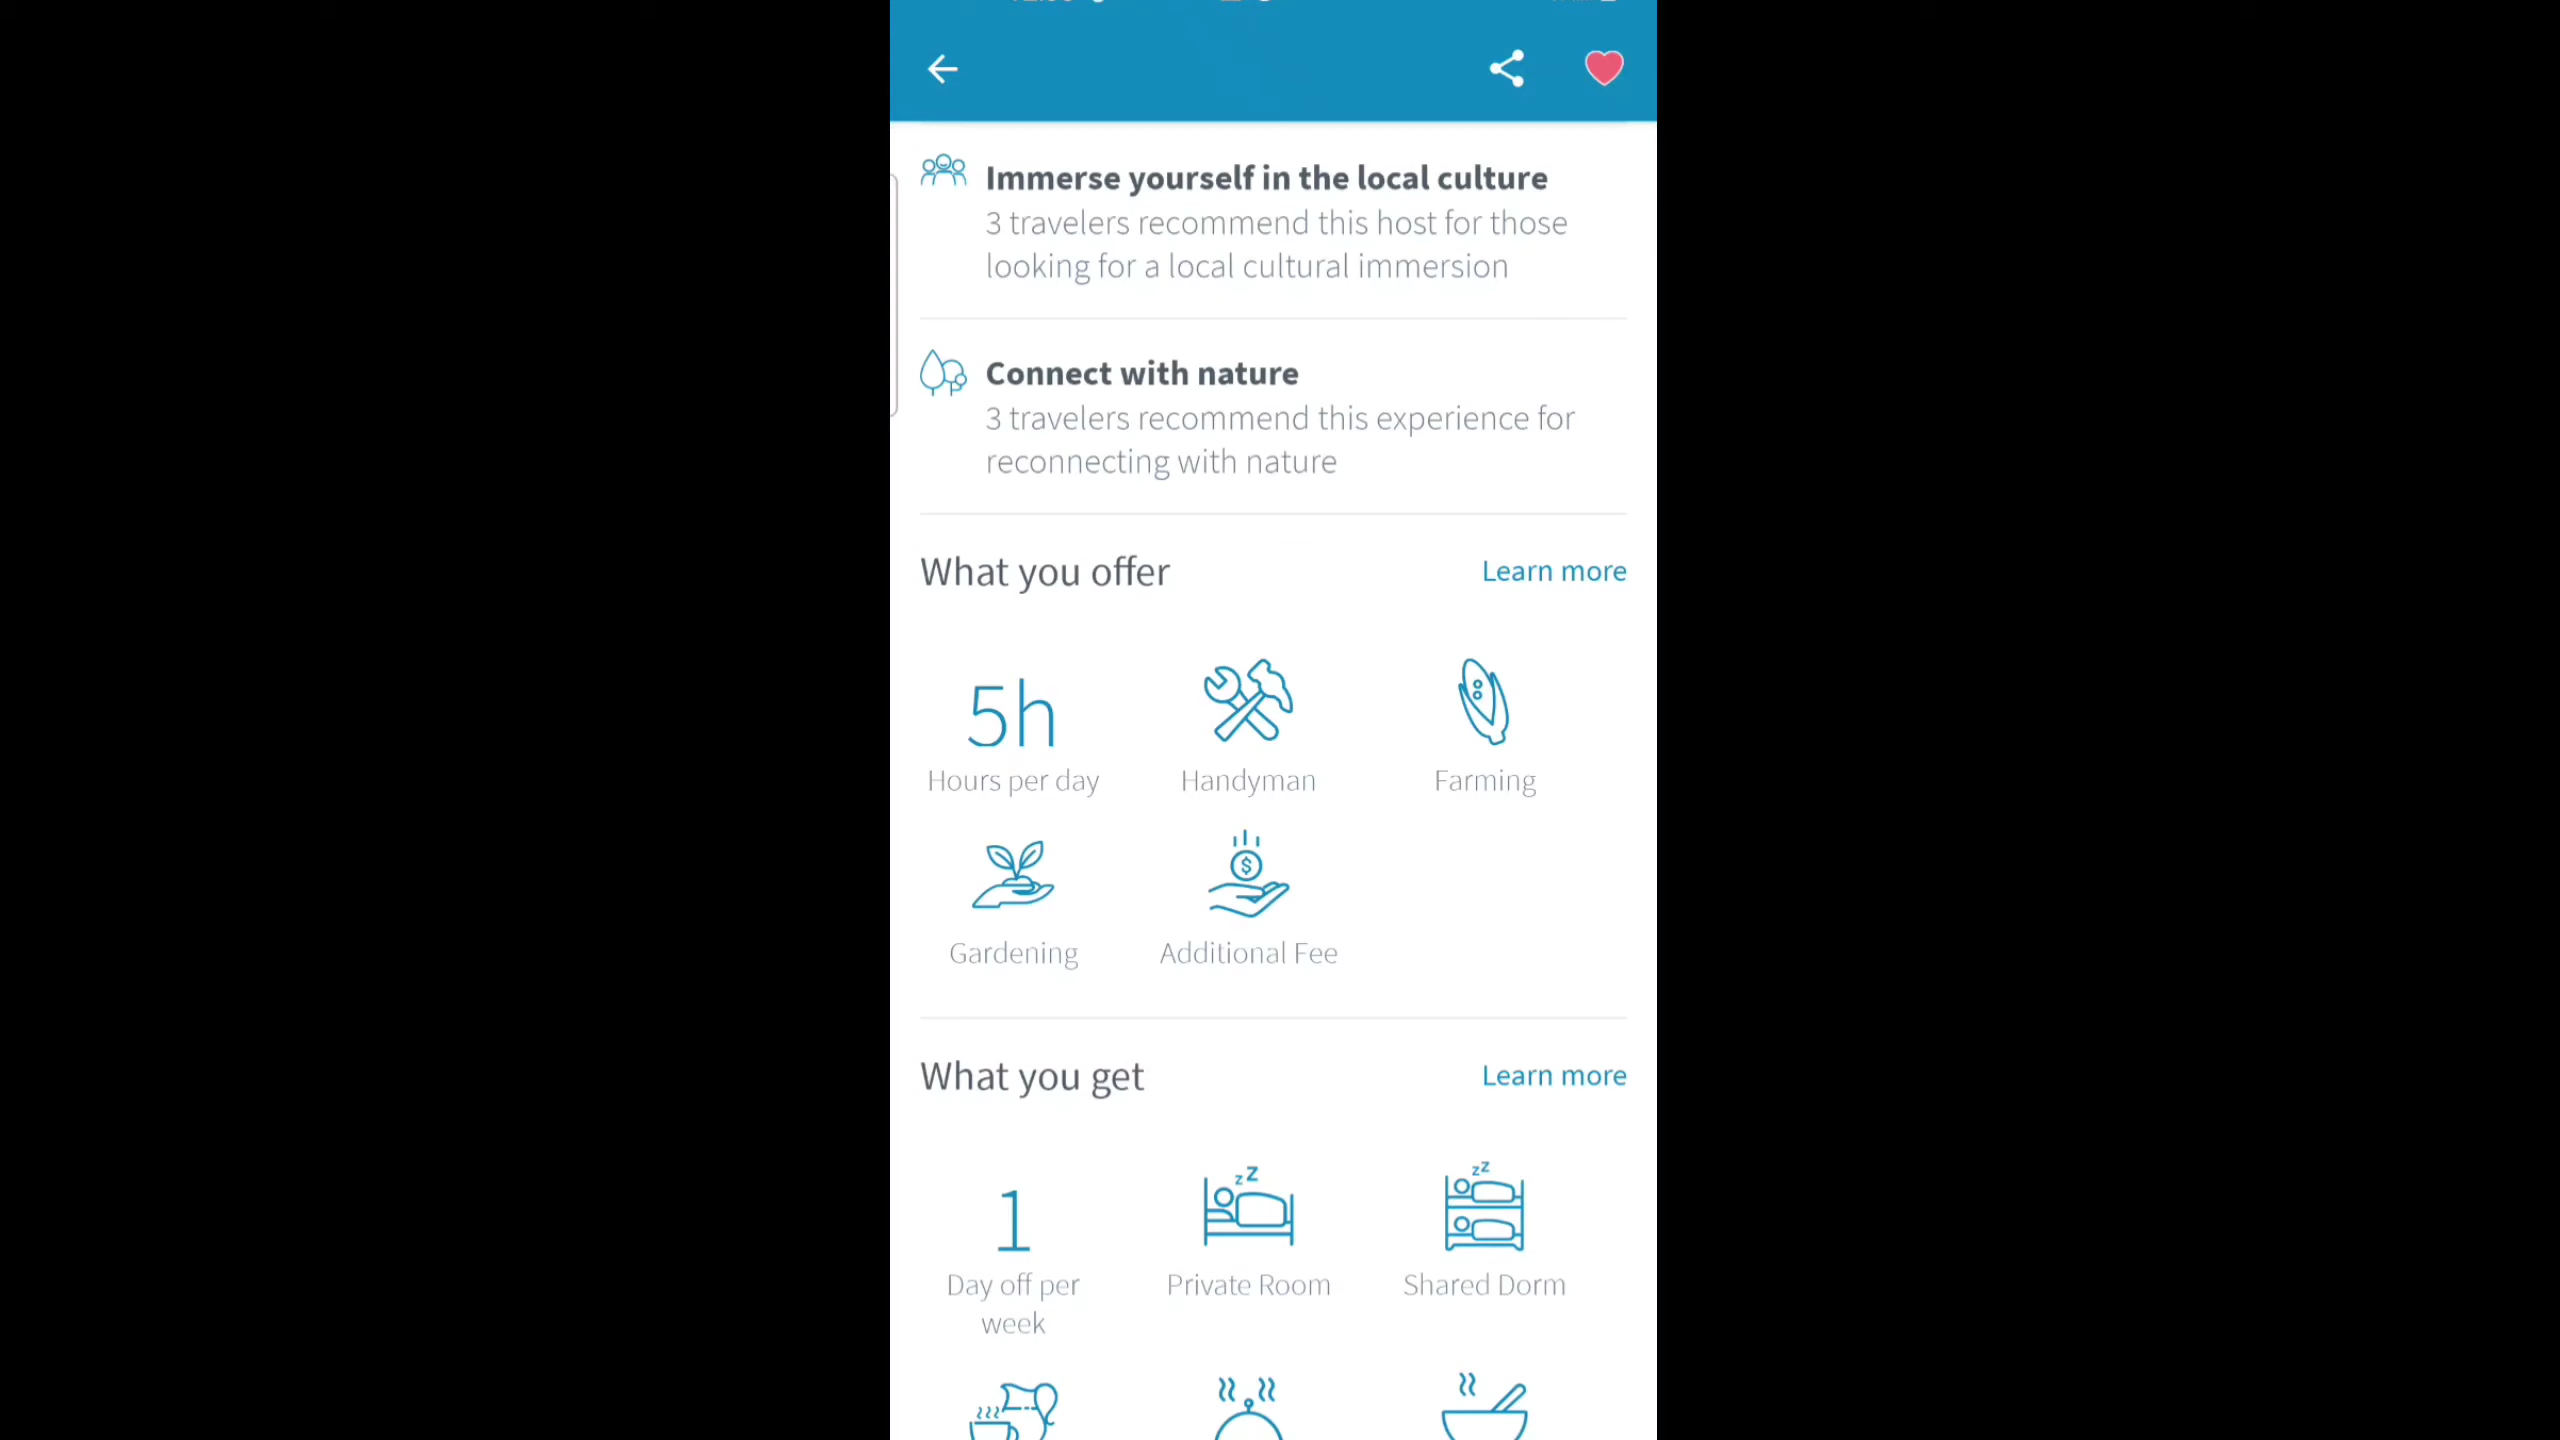 Immerse yourself in the local culture
3 travelers recommend this host for those
looking for a local cultural immersion
Connect with nature
3 travelers recommend this experience for
reconnecting with nature
What you offer
Learn more
5h
Hours per day
Handyman
Farming
$
Gardening
Additional Fee
What you get
Learn more
zZ
zZ
1
Day off per
week
Private Room
Shared Dorm